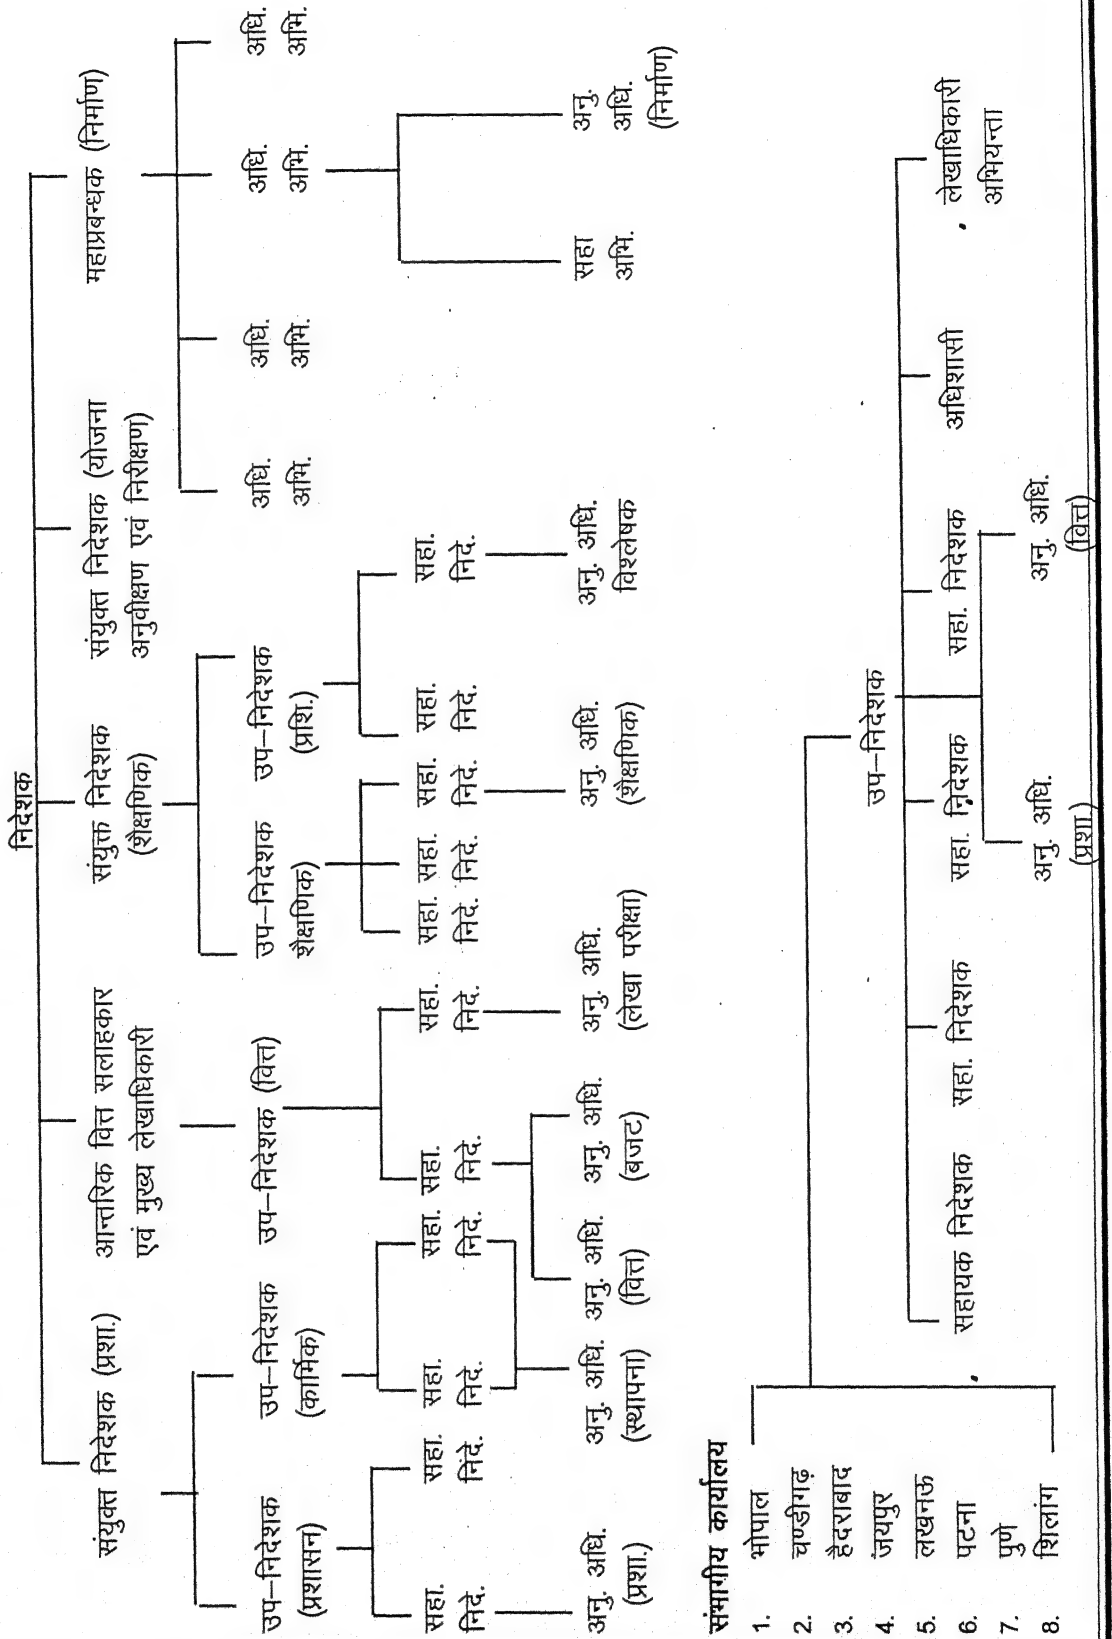 निदेशक
संयुक्त निदेशक (प्रशा.)
आन्तरिक वित्त सलाहकार
एवं मुख्य लेखाधिकारी
संयुक्त निदेशक
(शैक्षणिक)
संयुक्त निदेशक (योजना
अनुवीक्षण एवं निरीक्षण)
महाप्रबन्धक (निर्माण)
उप–निदेशक
(प्रशासन)
उप–निदेशक
(कार्मिक)
उप–निदेशक (वित्त)
उप–निदेशक
शैक्षणिक)
उप–निदेशक
(प्रशि.)
अधि.
अभि.
अधि.
अभि.
अधि.
अभि.
अधि.
अभि.
सहा.
निदे.
सहा.
निदे.
सहा.
निदे.
सहा.
निदे.
सहा.
निदे.
सहा.
निदे.
सहा.
निदे.
सहा.
निदे.
सहा.
निदे.
सहा.
निदे.
सहा.
निदे.
अनु. अधि.
(प्रशा.)
अनु. अधि.
(स्थापना)
अनु. अधि.
(वित्त)
अनु. अधि.
(बजट)
अनु. अधि.
(लेखा परीक्षा)
अनु. अधि.
(शैक्षणिक)
अनु. अधि.
विश्लेषक
सहा
अभि.
अनु.
अधि.
(निर्माण)
संभागीय कार्यालय
1. भोपाल
2. चण्डीगढ़
3. हैदराबाद
4. जयपुर
5. लखनऊ
6. पटना
7. पुणे
8. शिलांग
उप–निदेशक
सहायक निदेशक
सहा. निदेशक
सहा. निदेशक
सहा. निदेशक
अधिशासी
लेखाधिकारी
अभियन्ता
अनु. अधि.
(प्रशा.)
अनु. अधि.
(वित्त)